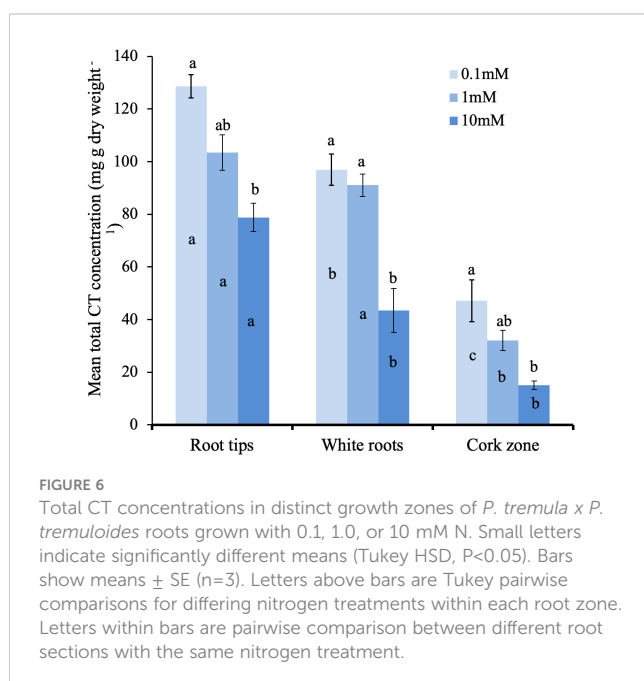 140
120
100
80
60
40
20
0
Mean total CT concentration (mg g dry weight -
1)
0.1mM
1mM
10mM
a
ab
b
a
a
b
a
ab
b
a
a
a
b
a
b
c
b
b
Root tips White roots Cork zone
FIGURE 6
Total CT concentrations in distinct growth zones of P. tremula x P.
tremuloides roots grown with 0.1, 1.0, or 10 mM N. Small letters
indicate significantly different means (Tukey HSD, P<0.05). Bars
show means ± SE (n=3). Letters above bars are Tukey pairwise
comparisons for differing nitrogen treatments within each root zone.
Letters within bars are pairwise comparison between different root
sections with the same nitrogen treatment.